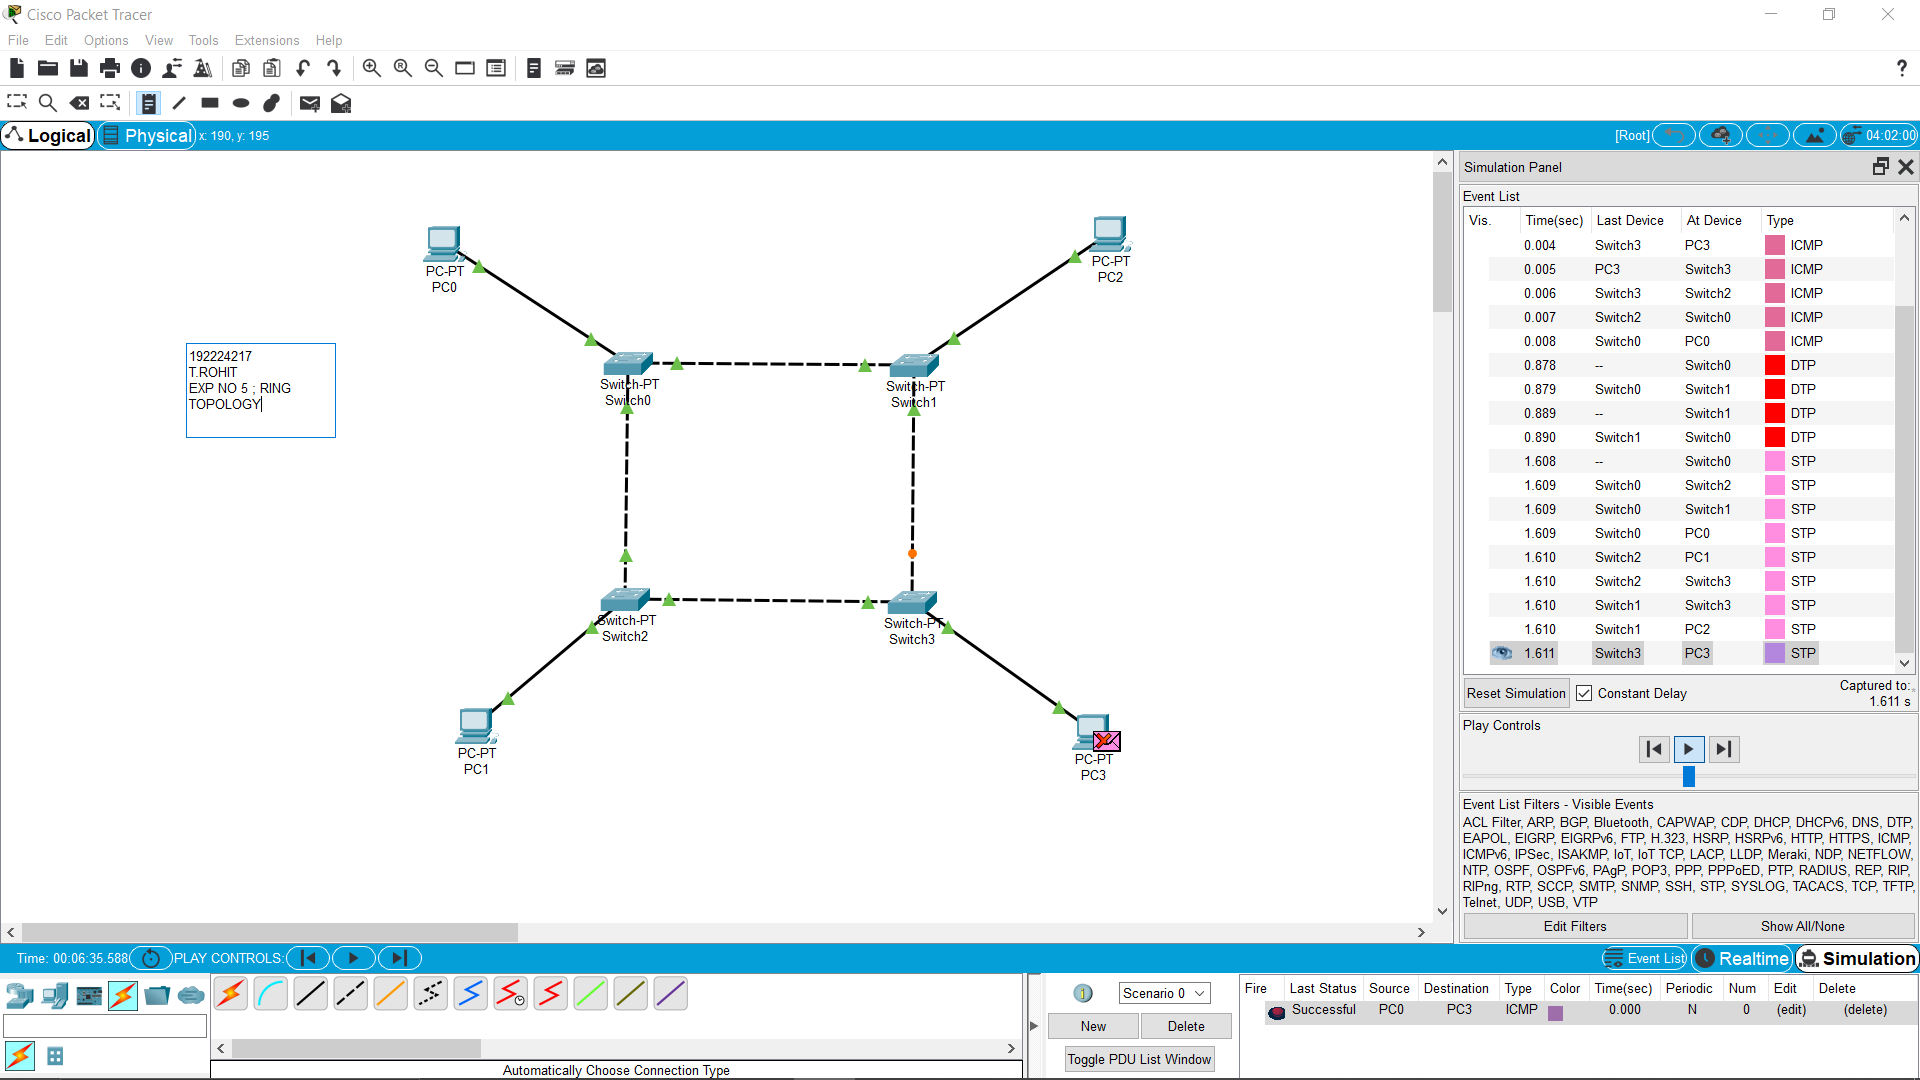 Cisco Packet Tracer
File Edit Options View Tools Extensions Help
Logical Physical x: 190, y: 195 [Root] 04:02:00
PC-PT
PC0
PC-PT
PC2
192224217
T.ROHIT
EXP NO 5 ; RING
TOPOLOGY
Switch-PT
Switch0
Switch-PT
Switch1
Switch-PT
Switch2
Switch-PT
Switch3
PC-PT
PC1
PC-PT
PC3
Simulation Panel
Event List
Vis. Time(sec) Last Device At Device Type
0.004 Switch3 PC3 ICMP
0.005 PC3 Switch3 ICMP
0.006 Switch3 Switch2 ICMP
0.007 Switch2 Switch0 ICMP
0.008 Switch0 PC0 ICMP
0.878 -- Switch0 DTP
0.879 Switch0 Switch1 DTP
0.889 -- Switch1 DTP
0.890 Switch1 Switch0 DTP
1.608 -- Switch0 STP
1.609 Switch0 Switch2 STP
1.609 Switch0 Switch1 STP
1.609 Switch0 PC0 STP
1.610 Switch2 PC1 STP
1.610 Switch2 Switch3 STP
1.610 Switch1 Switch3 STP
1.610 Switch1 PC2 STP
1.611 Switch3 PC3 STP
Reset Simulation Constant Delay Captured to:
1.611 s
Play Controls
Event List Filters - Visible Events
ACL Filter, ARP, BGP, Bluetooth, CAPWAP, CDP, DHCP, DHCPv6, DNS, DTP,
EAPOL, EIGRP, EIGRPv6, FTP, H.323, HSRP, HSRPv6, HTTP, HTTPS, ICMP,
ICMPv6, IPSec, ISAKMP, IoT, IoT TCP, LACP, LLDP, Meraki, NDP, NETFLOW,
NTP, OSPF, OSPFv6, PAgP, POP3, PPP, PPPoED, PTP, RADIUS, REP, RIP,
RIPng, RTP, SCCP, SMTP, SNMP, SSH, STP, SYSLOG, TACACS, TCP, TFTP,
Telnet, UDP, USB, VTP
Edit Filters Show All/None
Time: 00:06:35.588 PLAY CONTROLS: Event List Realtime Simulation
Automatically Choose Connection Type
Scenario 0
New Delete
Toggle PDU List Window
Fire Last Status Source Destination Type Color Time(sec) Periodic Num Edit Delete
Successful PC0 PC3 ICMP 0.000 N 0 (edit) (delete)